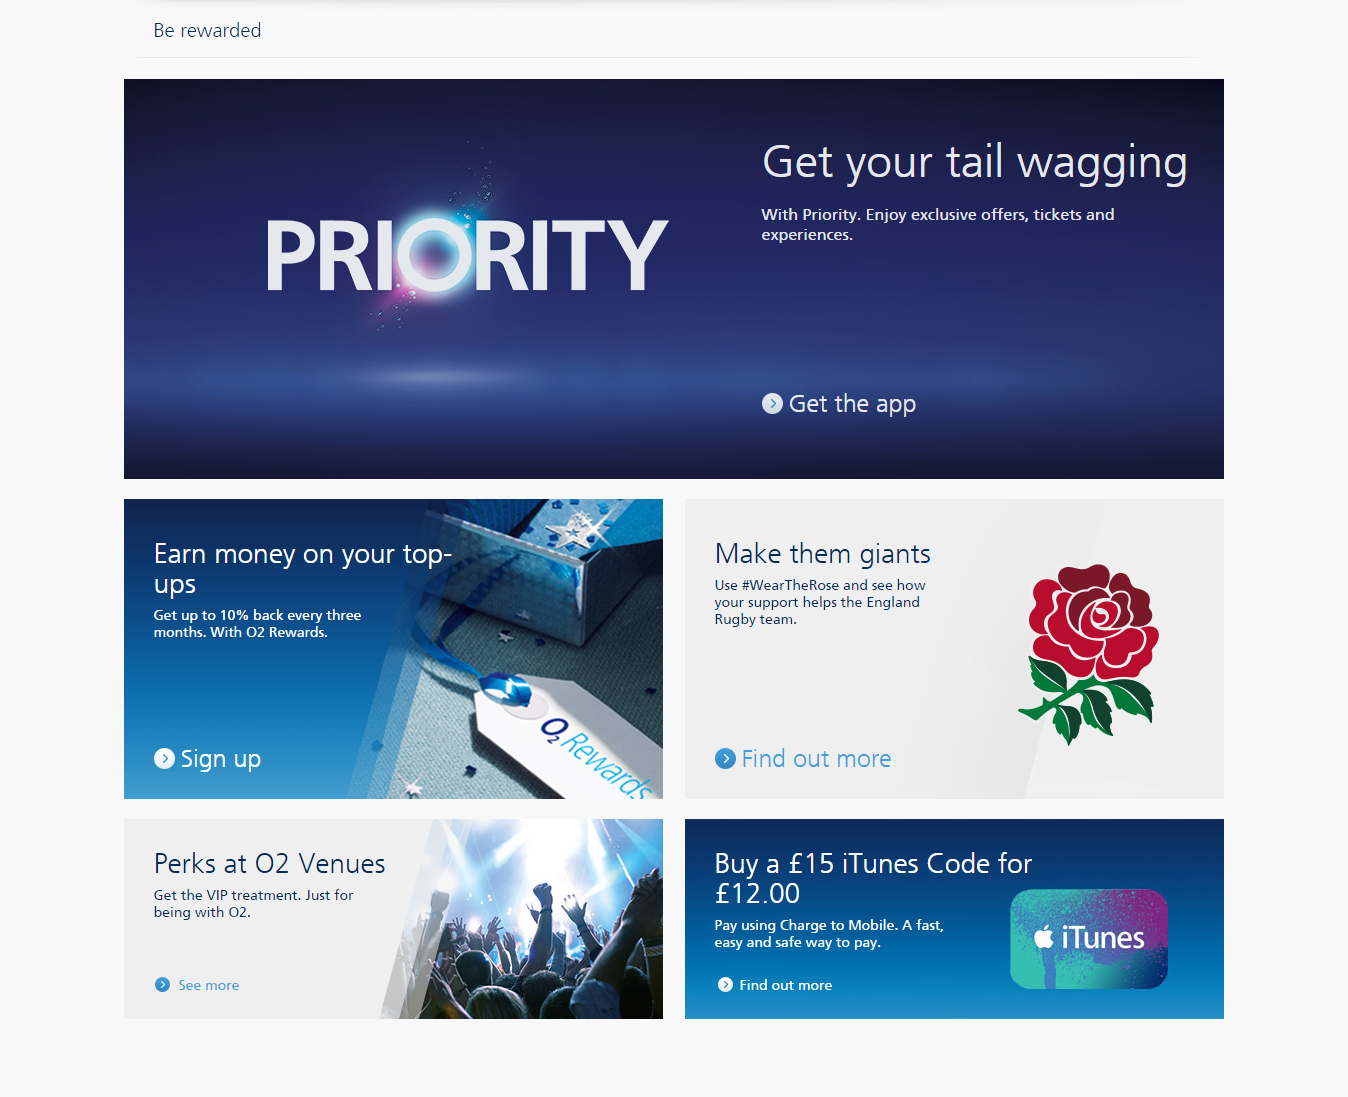 Be rewarded
PRIORITY
Get your tail wagging
With Priority. Enjoy exclusive offers, tickets and
experiences.
Get the app
Earn money on your top-
ups
Get up to 10% back every three
months. With O2 Rewards.
Sign up
O2 Rewards
Make them giants
Use #WearTheRose and see how
your support helps the England
Rugby team.
Find out more
Perks at O2 Venues
Get the VIP treatment. Just for
being with O2.
See more
Buy a £15 iTunes Code for
£12.00
Pay using Charge to Mobile. A fast,
easy and safe way to pay.
Find out more
iTunes